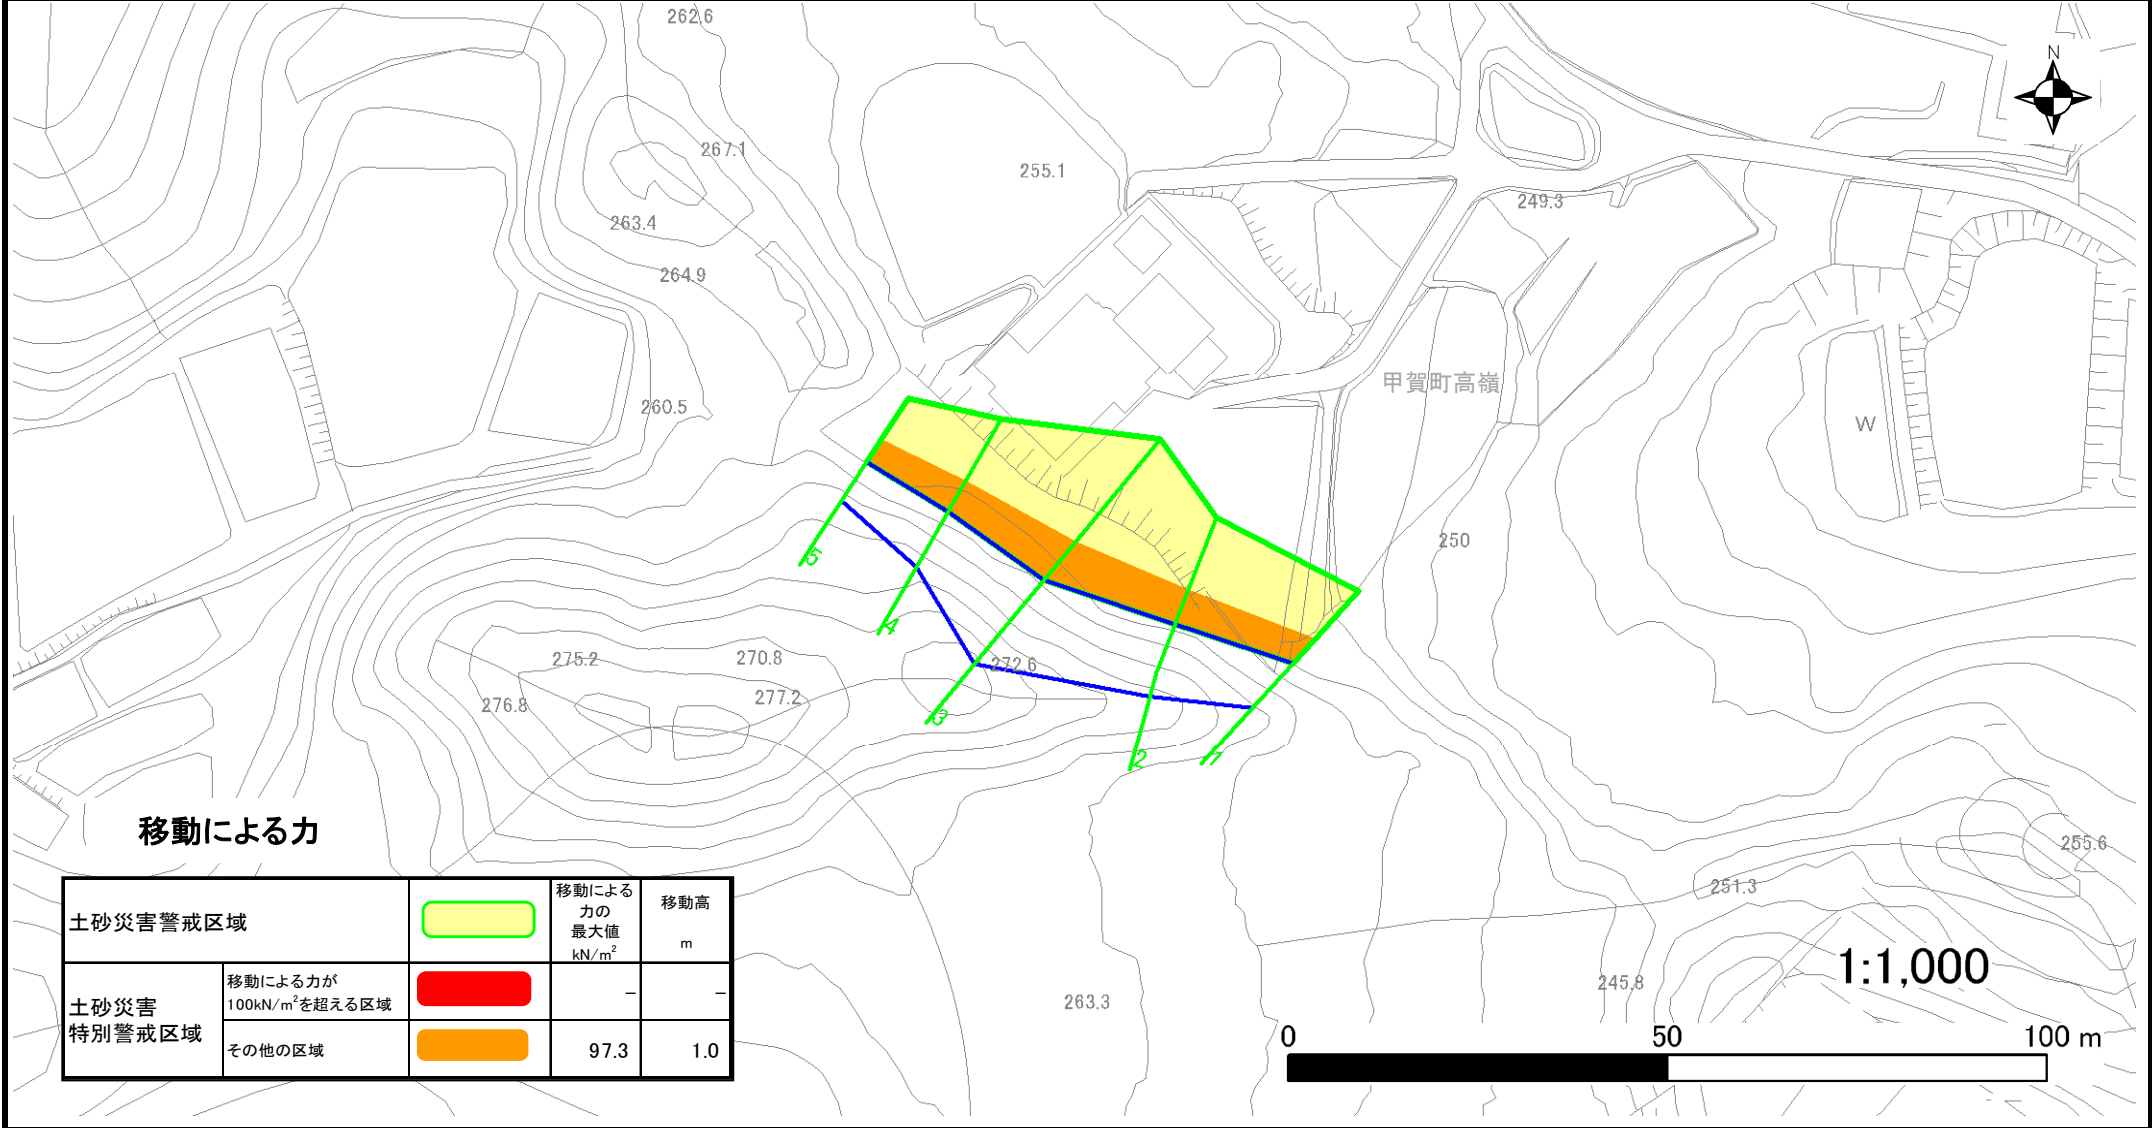 262.6
N
267.1
255.1
263.4
249.3
264.9
甲賀町高嶺
260.5
W
250
5
4
275.2
270.8
272.6
276.8
277.2
3
2
1
移動による力
255.6
251.3
土砂災害警戒区域
移動による
力の
最大値
kN/m²
移動高
m
土砂災害
特別警戒区域
移動による力が
100kN/m²を超える区域
-
-
その他の区域
97.3
1.0
263.3
245.8
1:1,000
0
50
100 m